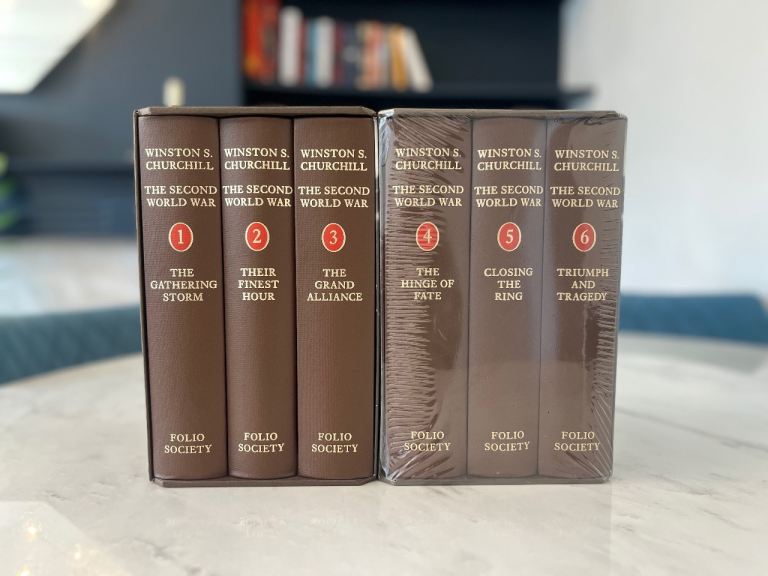 WINSTON S.
CHURCHILL
THE SECOND
WORLD WAR
1
THE
GATHERING
STORM
FOLIO
SOCIETY
WINSTON S.
CHURCHILL
THE SECOND
WORLD WAR
2
THEIR
FINEST
HOUR
FOLIO
SOCIETY
WINSTON S.
CHURCHILL
THE SECOND
WORLD WAR
3
THE
GRAND
ALLIANCE
FOLIO
SOCIETY
WINSTON S.
CHURCHILL
THE SECOND
WORLD WAR
4
THE
HINGE OF
FATE
FOLIO
SOCIETY
WINSTON S.
CHURCHILL
THE SECOND
WORLD WAR
5
CLOSING
THE
RING
FOLIO
SOCIETY
WINSTON S.
CHURCHILL
THE SECOND
WORLD WAR
6
TRIUMPH
AND
TRAGEDY
FOLIO
SOCIETY